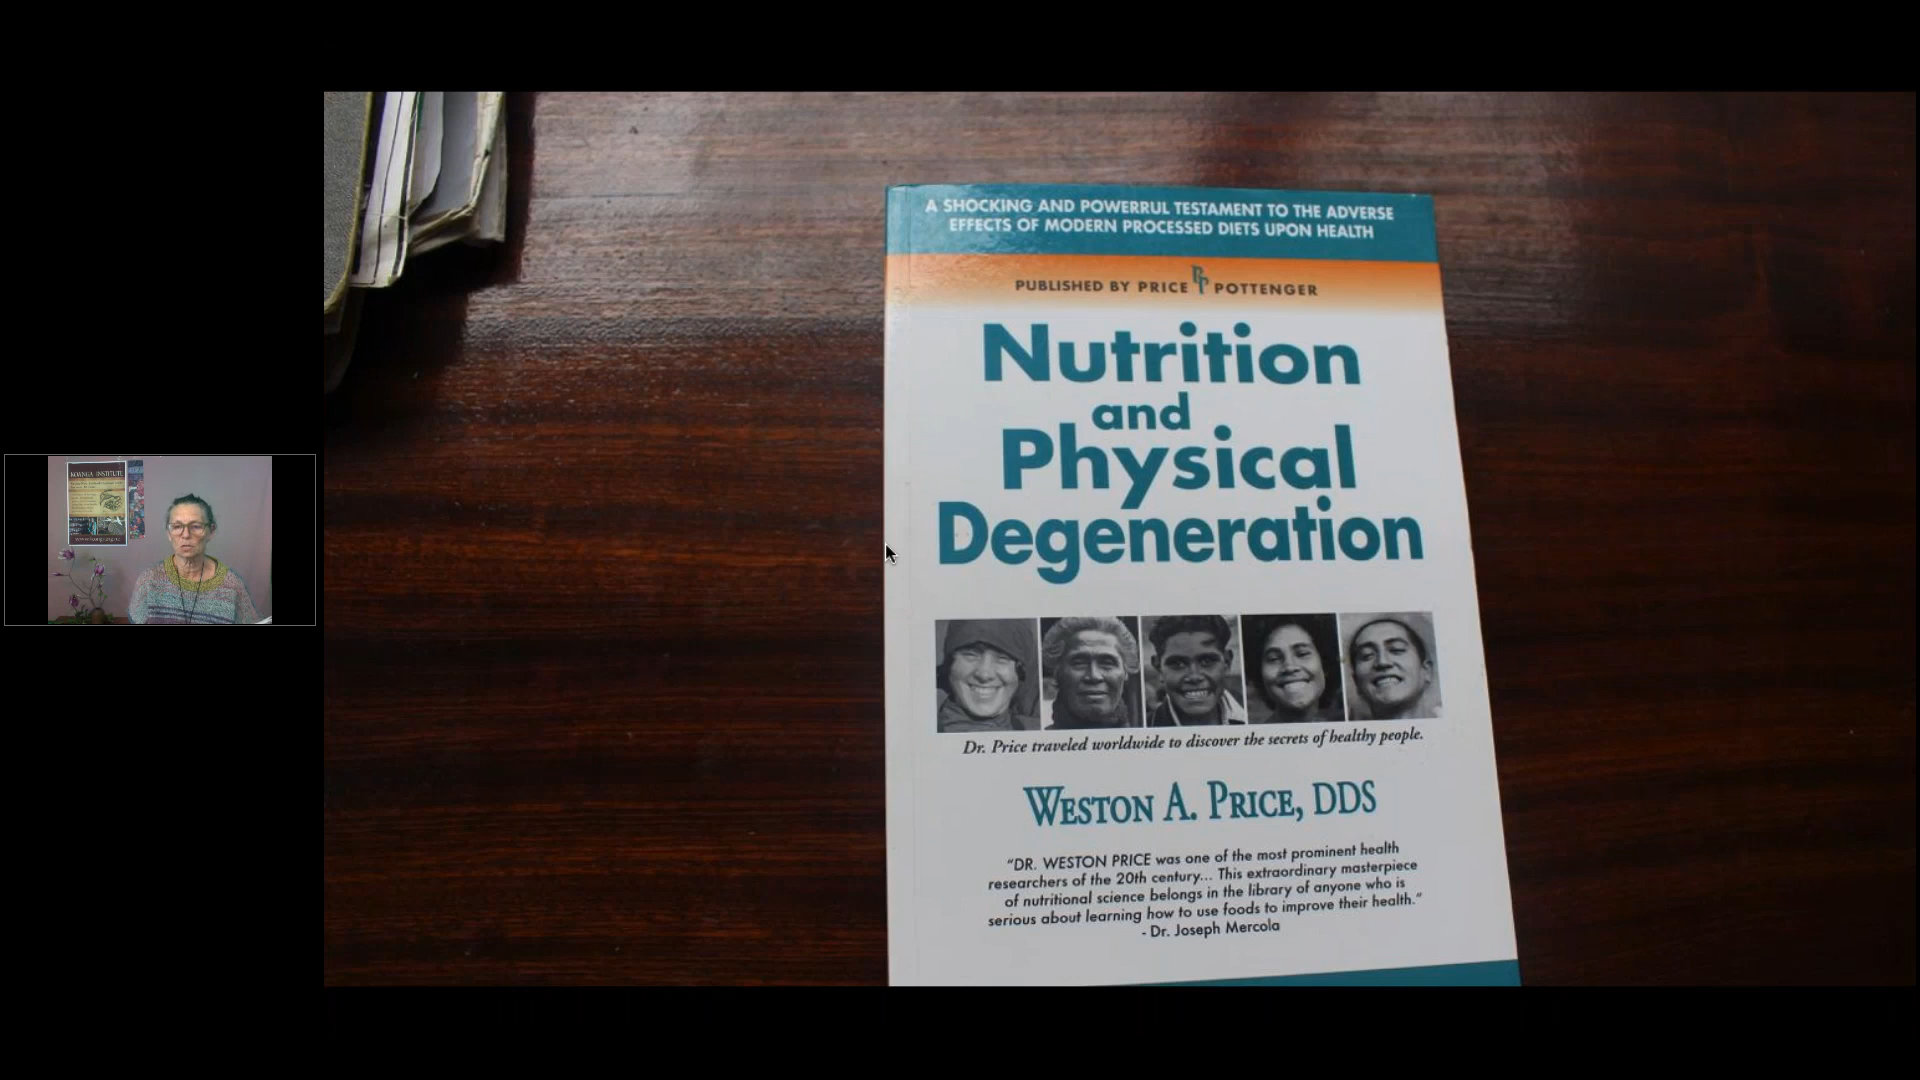 KOANGA INSTITUTE
A SHOCKING AND POWERRUL TESTAMENT TO THE ADVERSE
EFFECTS OF MODERN PROCESSED DIETS UPON HEALTH
PUBLISHED BY PRICE PP POTTENGER
Nutrition
and
Physical
Degeneration
Dr. Price traveled worldwide to discover the secrets of healthy people.
WESTON A. PRICE, DDS
"DR. WESTON PRICE was one of the most prominent health
researchers of the 20th century... This extraordinary masterpiece
of nutritional science belongs in the library of anyone who is
serious about learning how to use foods to improve their health."
- Dr. Joseph Mercola